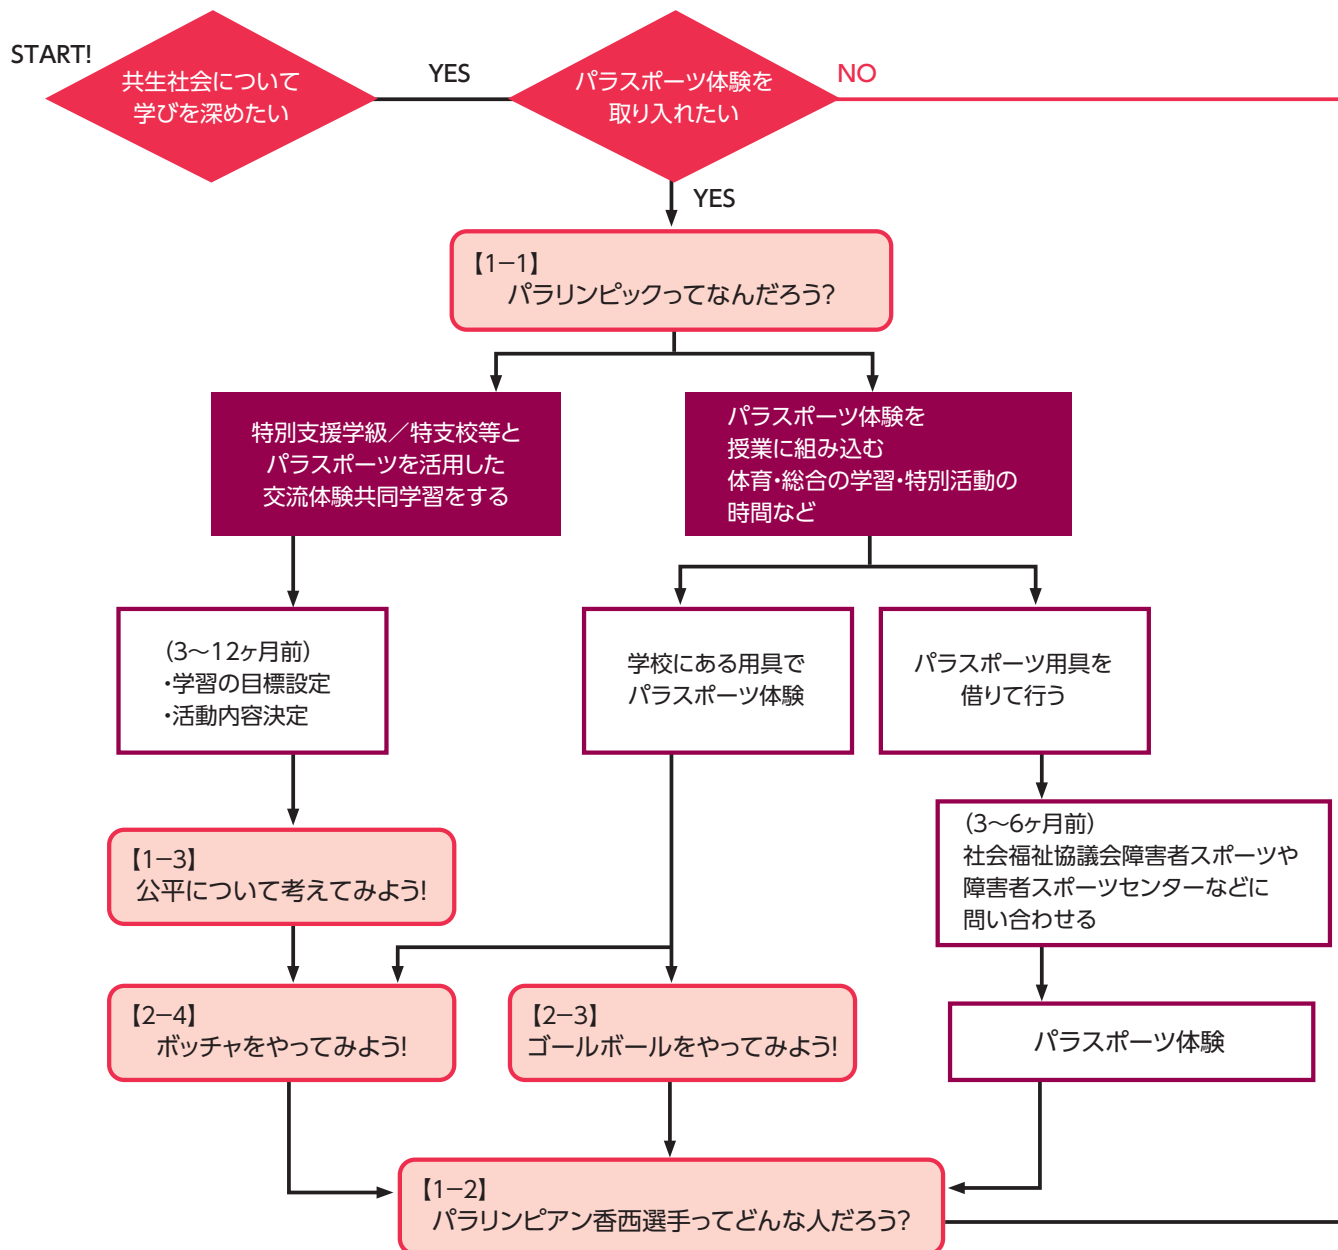 START!
共生社会について
学びを深めたい
YES
パラスポーツ体験を
取り入れたい
NO
YES
【1−1】
パラリンピックってなんだろう?
特別支援学級／特支校等と
パラスポーツを活用した
交流体験共同学習をする
パラスポーツ体験を
授業に組み込む
体育・総合の学習・特別活動の
時間など
(3〜12ヶ月前)
・学習の目標設定
・活動内容決定
学校にある用具で
パラスポーツ体験
パラスポーツ用具を
借りて行う
【1−3】
公平について考えてみよう!
(3〜6ヶ月前)
社会福祉協議会障害者スポーツや
障害者スポーツセンターなどに
問い合わせる
【2−4】
ボッチャをやってみよう!
【2−3】
ゴールボールをやってみよう!
パラスポーツ体験
【1−2】
パラリンピアン香西選手ってどんな人だろう?